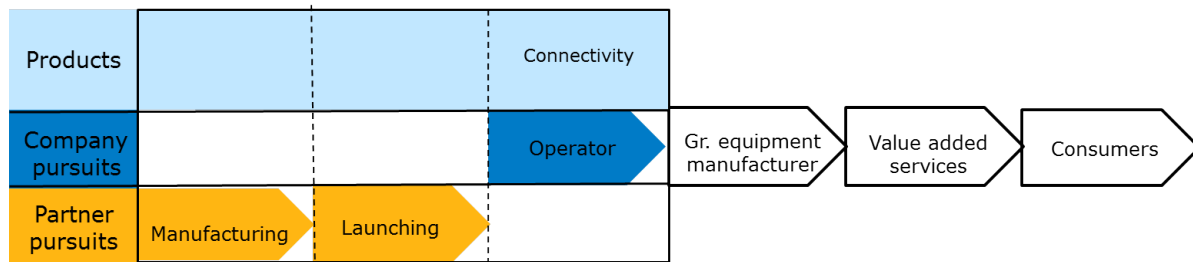 Products
Connectivity
Company
pursuits
Operator
Gr. equipment
manufacturer
Value added
services
Consumers
Partner
pursuits
Manufacturing
Launching